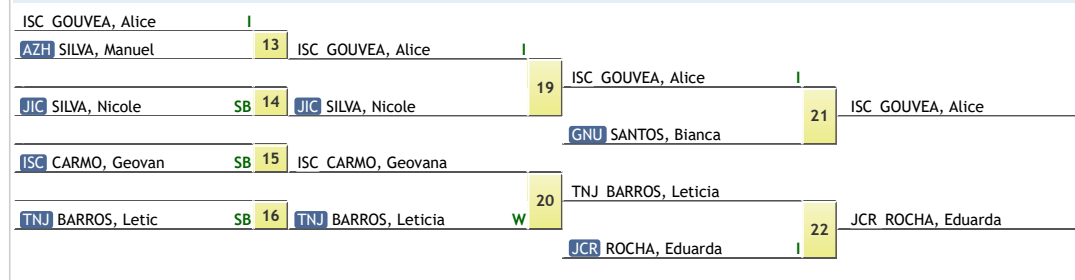 ISC GOUVEA, Alice I
13
AZH SILVA, Manuel
ISC GOUVEA, Alice I
19
ISC GOUVEA, Alice I
JIC SILVA, Nicole SB
14
JIC SILVA, Nicole
21
ISC GOUVEA, Alice
GNU SANTOS, Bianca
ISC CARMO, Geovan SB
15
ISC CARMO, Geovana
20
TNJ BARROS, Leticia
TNJ BARROS, Letic SB
16
TNJ BARROS, Leticia W
22
JCR ROCHA, Eduarda
JCR ROCHA, Eduarda I